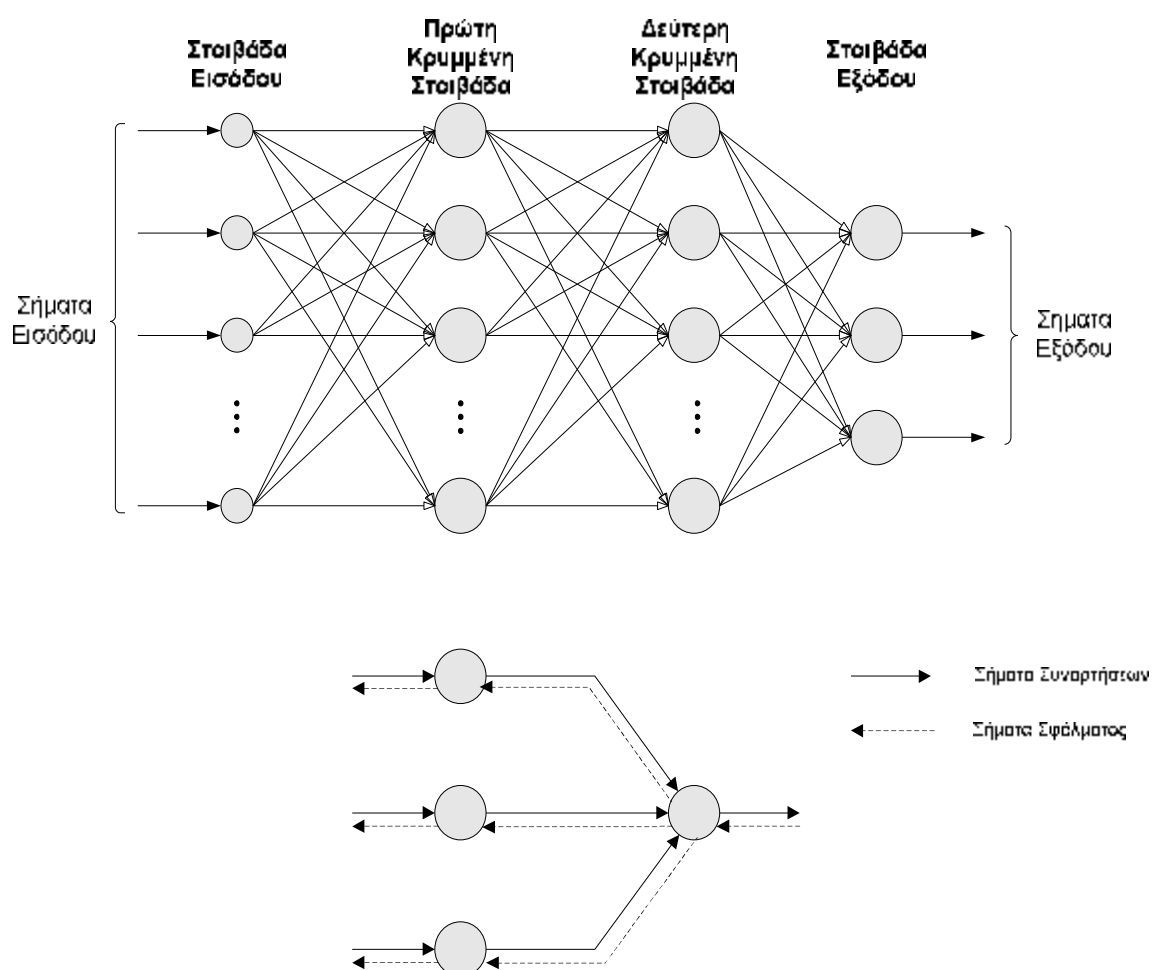 Στοιβάδα
Εισόδου
Πρώτη
Κρυμμένη
Στοιβάδα
Δεύτερη
Κρυμμένη
Στοιβάδα
Στοιβάδα
Εξόδου
Σήματα
Εισόδου
Σηματα
Εξόδου
Σήματα Συναρτήσεων
Σήματα Σφάλματος